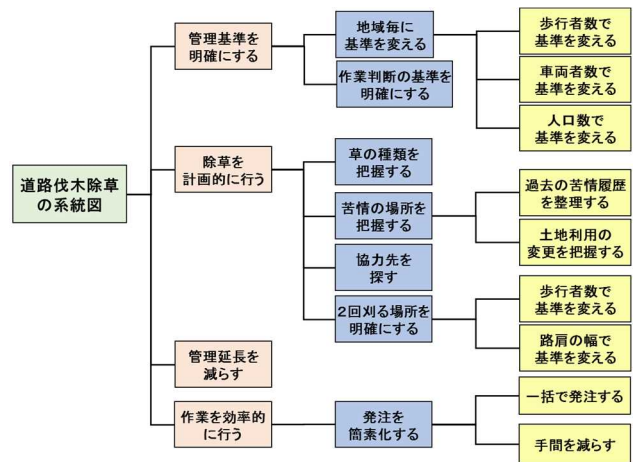 道路伐木除草
の系統図
管理基準を
明確にする
地域毎に
基準を変える
歩行者数で
基準を変える
車両者数で
基準を変える
人口数で
基準を変える
作業判断の基準を
明確にする
除草を
計画的に行う
草の種類を
把握する
苦情の場所を
把握する
過去の苦情履歴
を整理する
土地利用の
変更を把握する
協力先を
探す
2回刈る場所を
明確にする
歩行者数で
基準を変える
路肩の幅で
基準を変える
管理延長を
減らす
作業を効率的
に行う
発注を
簡素化する
一括で発注する
手間を減らす